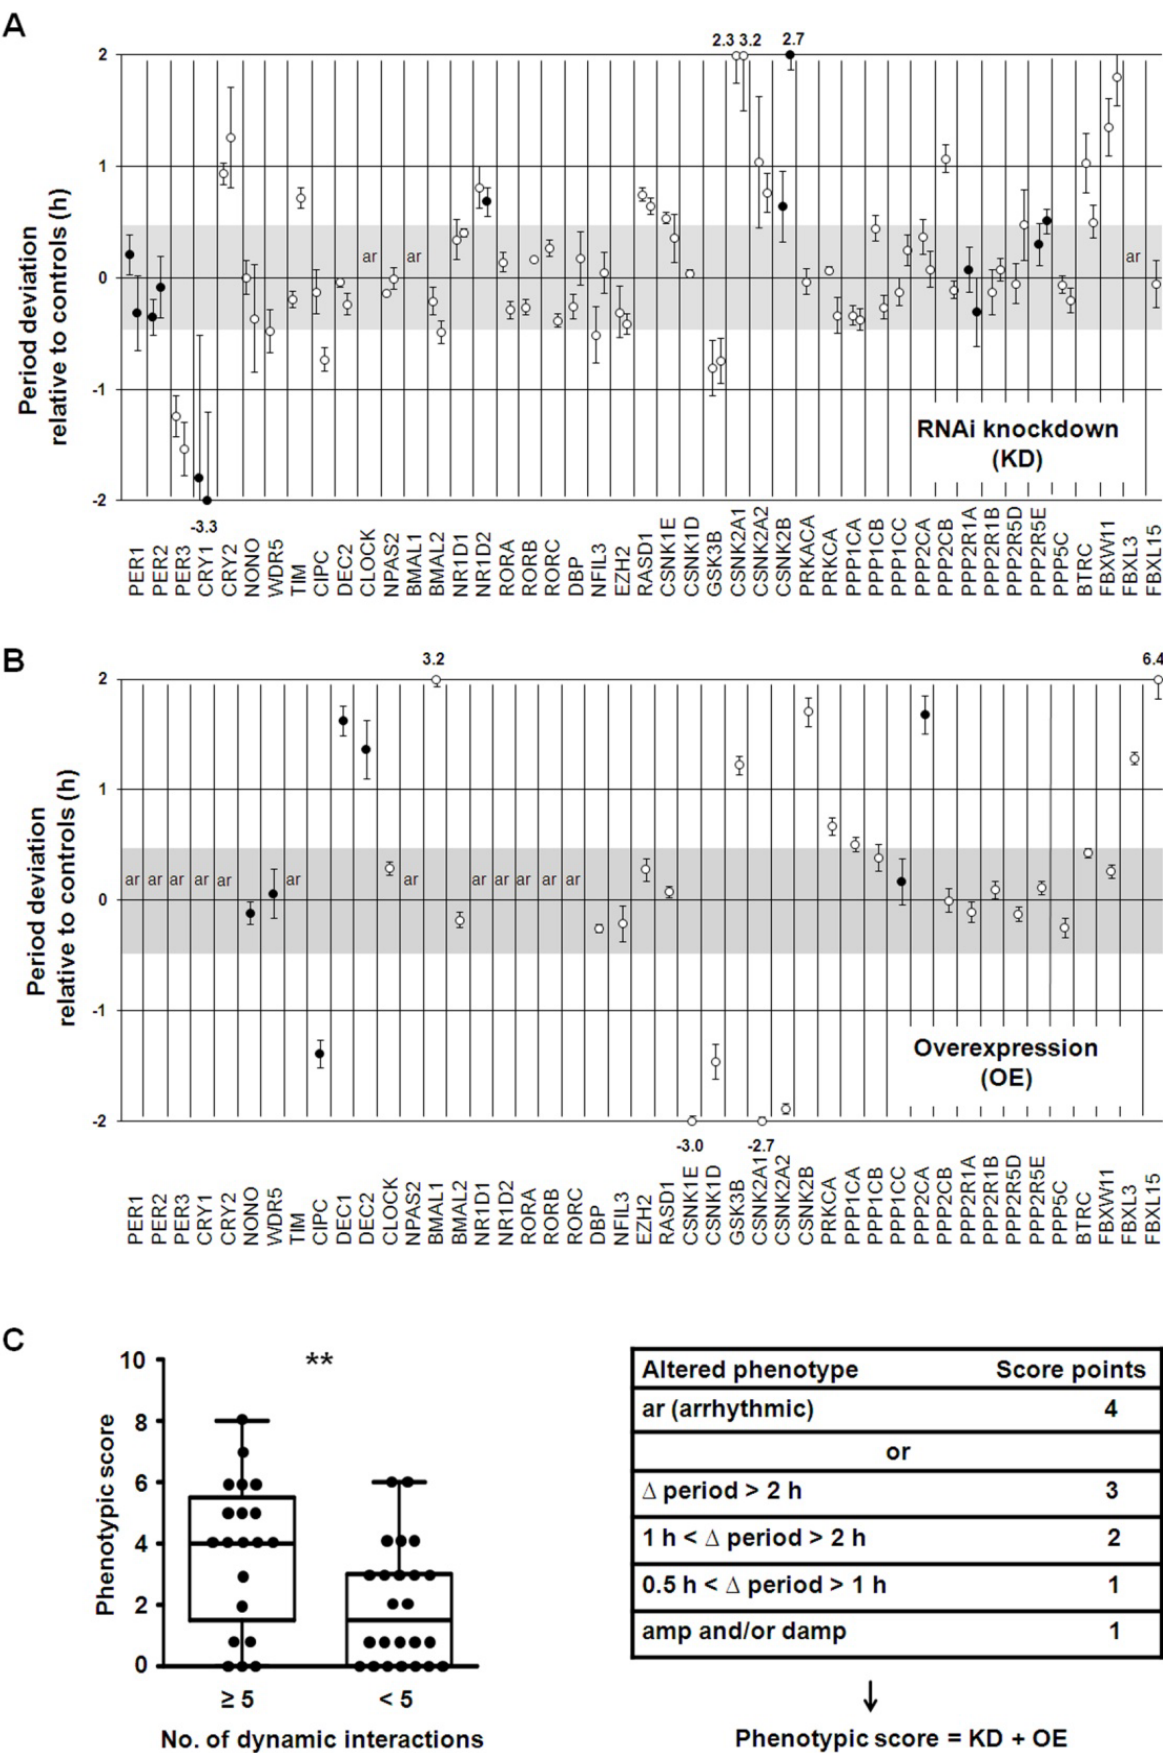 A
2.3 3.2 2.7
2
1
0
-1
-2
Period deviation
relative to controls (h)
ar ar ar
RNAi knockdown
(KD)
-3.3
PER1
PER2
PER3
CRY1
CRY2
NONO
WDR5
TIM
CIPC
DEC2
CLOCK
NPAS2
BMAL1
BMAL2
NR1D1
NR1D2
RORA
RORB
RORC
DBP
NFIL3
EZH2
RASD1
CSNK1E
CSNK1D
GSK3B
CSNK2A1
CSNK2A2
CSNK2B
PRKACA
PRKCA
PPP1CA
PPP1CB
PPP1CC
PPP2CA
PPP2CB
PPP2R1A
PPP2R1B
PPP2R5D
PPP2R5E
PPP5C
BTRC
FBXW11
FBXL3
FBXL15
B
3.2 6.4
2
1
0
-1
-2
Period deviation
relative to controls (h)
ar ar ar ar ar ar ar ar ar ar ar ar
Overexpression
(OE)
-3.0 -2.7
PER1
PER2
PER3
CRY1
CRY2
NONO
WDR5
TIM
CIPC
DEC1
DEC2
CLOCK
NPAS2
BMAL1
BMAL2
NR1D1
NR1D2
RORA
RORB
RORC
DBP
NFIL3
EZH2
RASD1
CSNK1E
CSNK1D
GSK3B
CSNK2A1
CSNK2A2
CSNK2B
PRKCA
PPP1CA
PPP1CB
PPP1CC
PPP2CA
PPP2CB
PPP2R1A
PPP2R1B
PPP2R5D
PPP2R5E
PPP5C
BTRC
FBXW11
FBXL3
FBXL15
C
10
8
6
4
2
0
Phenotypic score
**
≥ 5 < 5
No. of dynamic interactions
Altered phenotype Score points
ar (arrhythmic) 4
or
Δ period > 2 h 3
1 h < Δ period > 2 h 2
0.5 h < Δ period > 1 h 1
amp and/or damp 1
↓
Phenotypic score = KD + OE